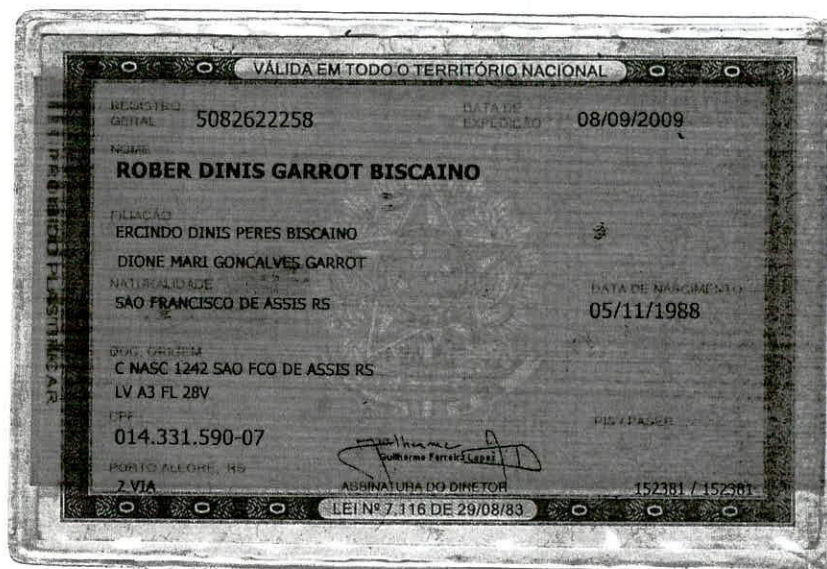 VÁLIDA EM TODO O TERRITÓRIO NACIONAL
REGISTRO GERAL 5082622258 DATA DE EXPEDIÇÃO 08/09/2009
NOME
ROBER DINIS GARROT BISCAINO
FILIAÇÃO
ERCINDO DINIS PERES BISCAINO
DIONE MARI GONCALVES GARROT
NATURALIDADE DATA DE NASCIMENTO
SAO FRANCISCO DE ASSIS RS 05/11/1988
DOC. ORIGEM
C NASC 1242 SAO FCO DE ASSIS RS
LV A3 FL 28V
CPF PIS / PASEP
014.331.590-07
Guilherme Ferreira Lopez
PORTO ALEGRE, RS
2 VIA ASSINATURA DO DIRETOR 152381 / 152381
LEI Nº 7.116 DE 29/08/83
PROIBIDO PLASTIFICAR